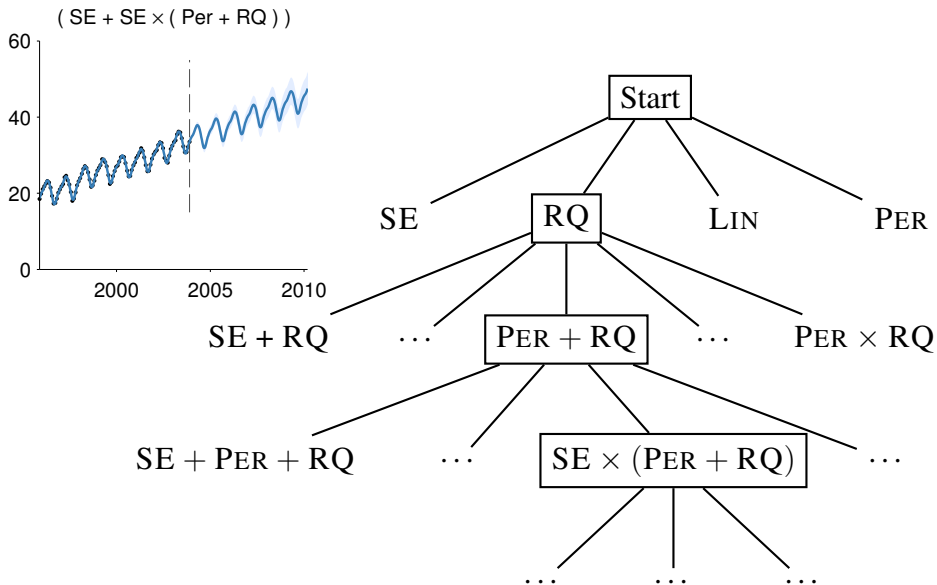 ( SE + SE × ( Per + RQ ) )
60
40
20
0
2000 2005 2010
Start
SE RQ LIN PER
SE + RQ ... PER + RQ ... PER × RQ
SE + PER + RQ ... SE × (PER + RQ) ...
... ... ...